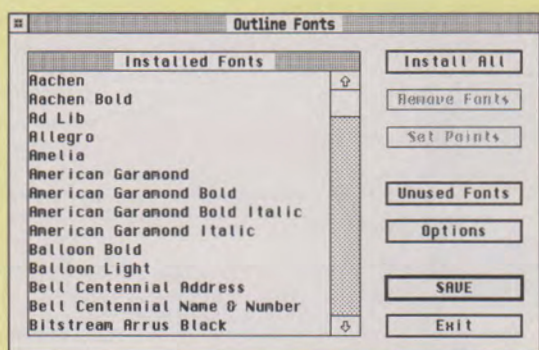 Outline Fonts
Installed Fonts
Aachen
Aachen Bold
Ad Lib
Allegro
Amelia
American Garamond
American Garamond Bold
American Garamond Bold Italic
American Garamond Italic
Balloon Bold
Balloon Light
Bell Centennial Address
Bell Centennial Name & Number
Bitstream Arrus Black
Install All
Remove Fonts
Set Points
Unused Fonts
Options
SAVE
Exit